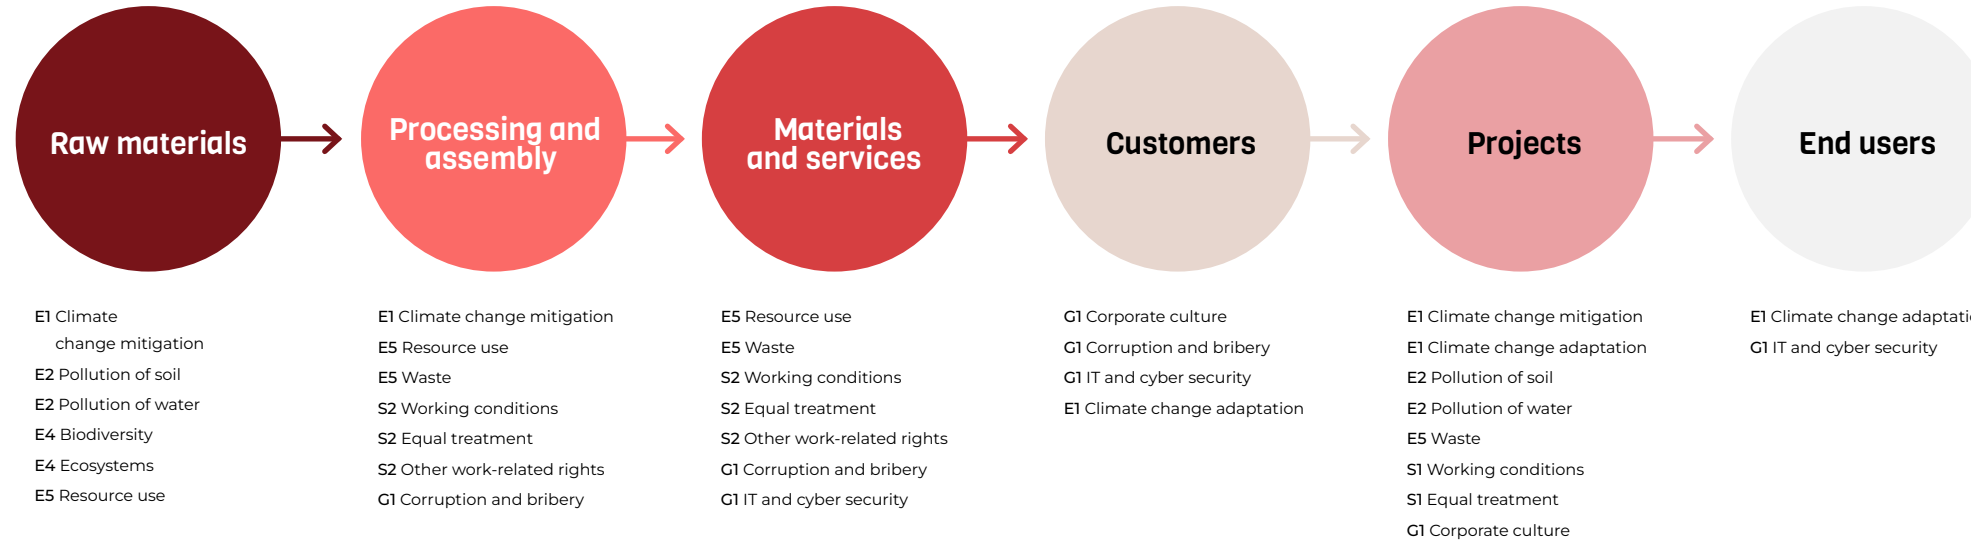 Raw materials
Processing and
assembly
Materials
and services
Customers
Projects
End users
E1 Climate
change mitigation
E2 Pollution of soil
E2 Pollution of water
E4 Biodiversity
E4 Ecosystems
E5 Resource use
E1 Climate change mitigation
E5 Resource use
E5 Waste
S2 Working conditions
S2 Equal treatment
S2 Other work-related rights
G1 Corruption and bribery
E5 Resource use
E5 Waste
S2 Working conditions
S2 Equal treatment
S2 Other work-related rights
G1 Corruption and bribery
G1 IT and cyber security
G1 Corporate culture
G1 Corruption and bribery
G1 IT and cyber security
E1 Climate change adaptation
E1 Climate change mitigation
E1 Climate change adaptation
E2 Pollution of soil
E2 Pollution of water
E5 Waste
S1 Working conditions
S1 Equal treatment
G1 Corporate culture
E1 Climate change adaptati
G1 IT and cyber security